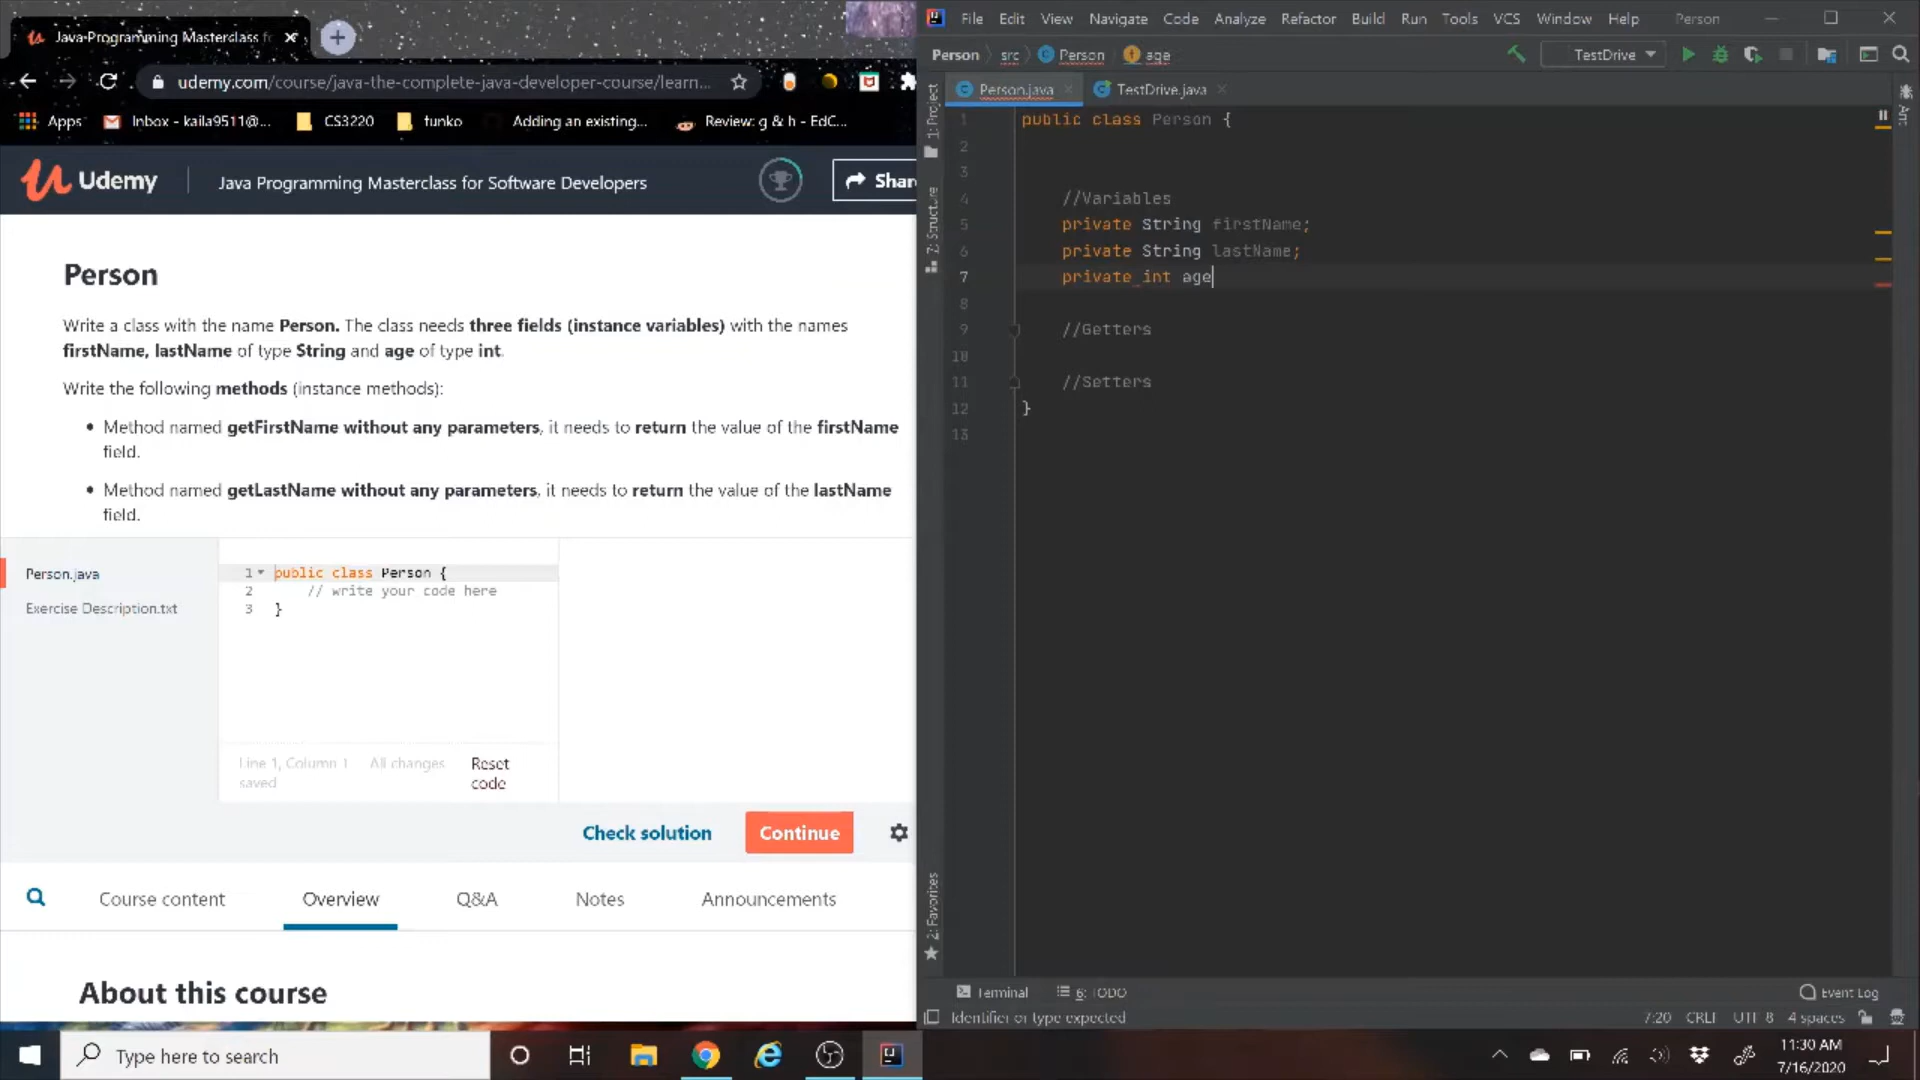 Java Programming Masterclass f
udemy.com/course/java-the-complete-java-developer-course/learn...
Apps
Inbox - kaila9511@...
CS3220
funko
Adding an existing...
Review: g & h - EdC...
Udemy
Java Programming Masterclass for Software Developers
Shar
Person
Write a class with the name Person. The class needs three fields (instance variables) with the names
firstName, lastName of type String and age of type int.
Write the following methods (instance methods):
• Method named getFirstName without any parameters, it needs to return the value of the firstName
field.
• Method named getLastName without any parameters, it needs to return the value of the lastName
field.
Person.java
Exercise Description.txt
1 public class Person {
2 // write your code here
3 }
Line 1, Column 1 All changes
saved
Reset
code
Check solution
Continue
Course content
Overview
Q&A
Notes
Announcements
About this course
Type here to search
File Edit View Navigate Code Analyze Refactor Build Run Tools VCS Window Help Person
Person src Person age
TestDrive
Person.java
TestDrive.java
1: Project
Z: Structure
2: Favorites
Ant
1 public class Person {
2
3
4 //Variables
5 private String firstName;
6 private String lastName;
7 private int age
8
9 //Getters
10
11 //Setters
12 }
13
Terminal
6: TODO
Event Log
Identifier or type expected
7:20 CRLF UTF-8 4 spaces
11:30 AM
7/16/2020